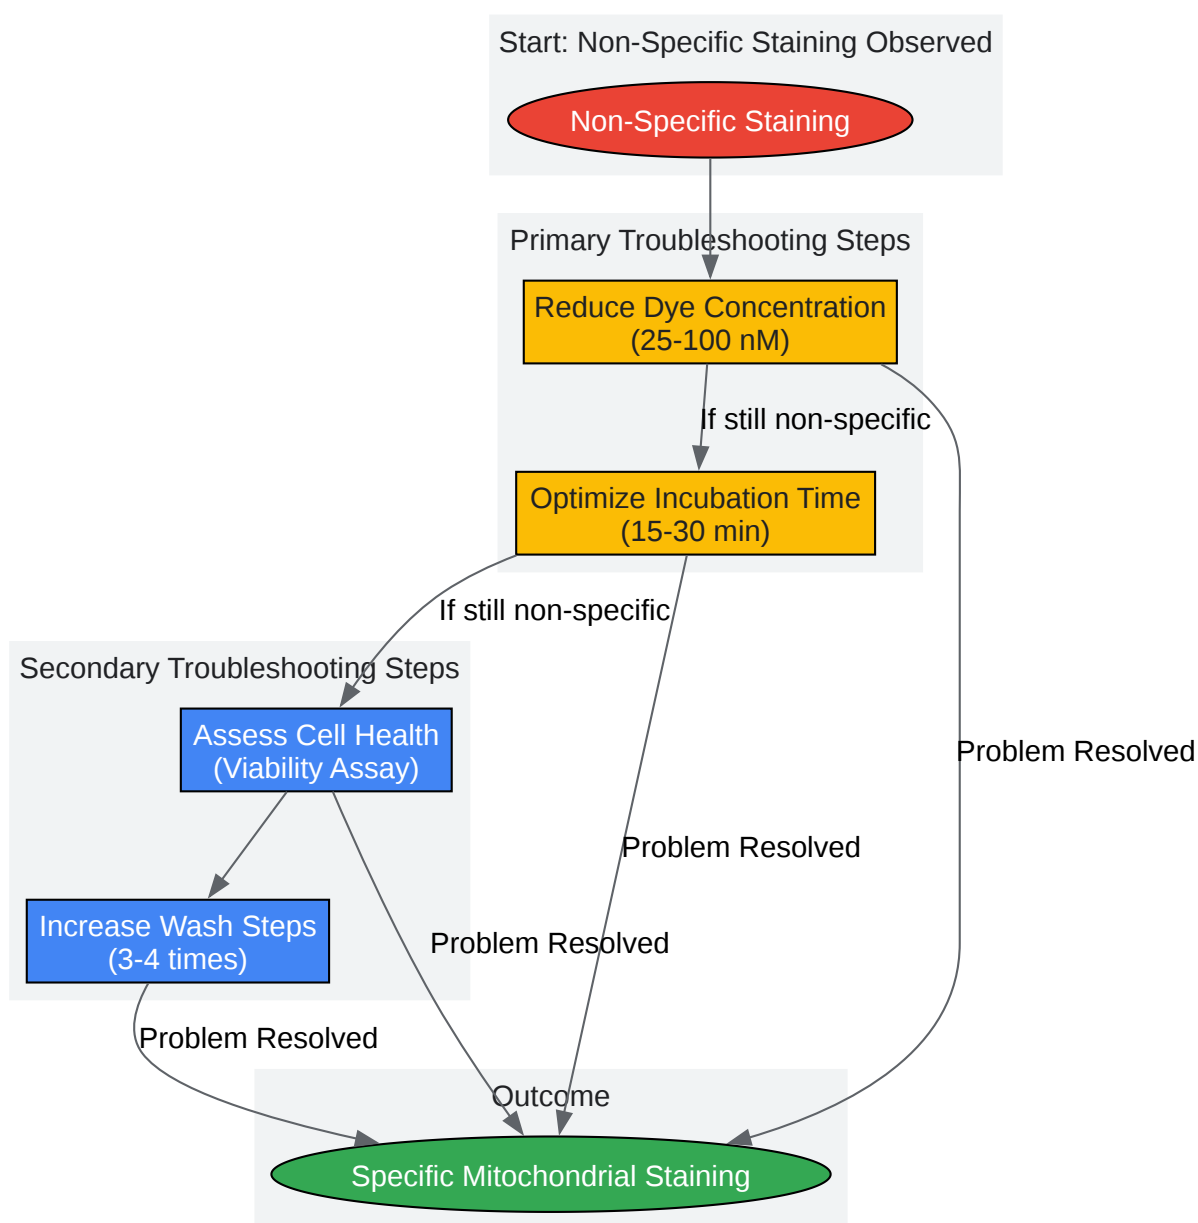 Start: Non-Specific Staining Observed
Non-Specific Staining
Primary Troubleshooting Steps
Reduce Dye Concentration
(25-100 nM)
If still non-specific
Optimize Incubation Time
(15-30 min)
If still non-specific
Secondary Troubleshooting Steps
Assess Cell Health
(Viability Assay)
Problem Resolved
Problem Resolved
Increase Wash Steps
(3-4 times)
Problem Resolved
Problem Resolved
Outcome
Specific Mitochondrial Staining